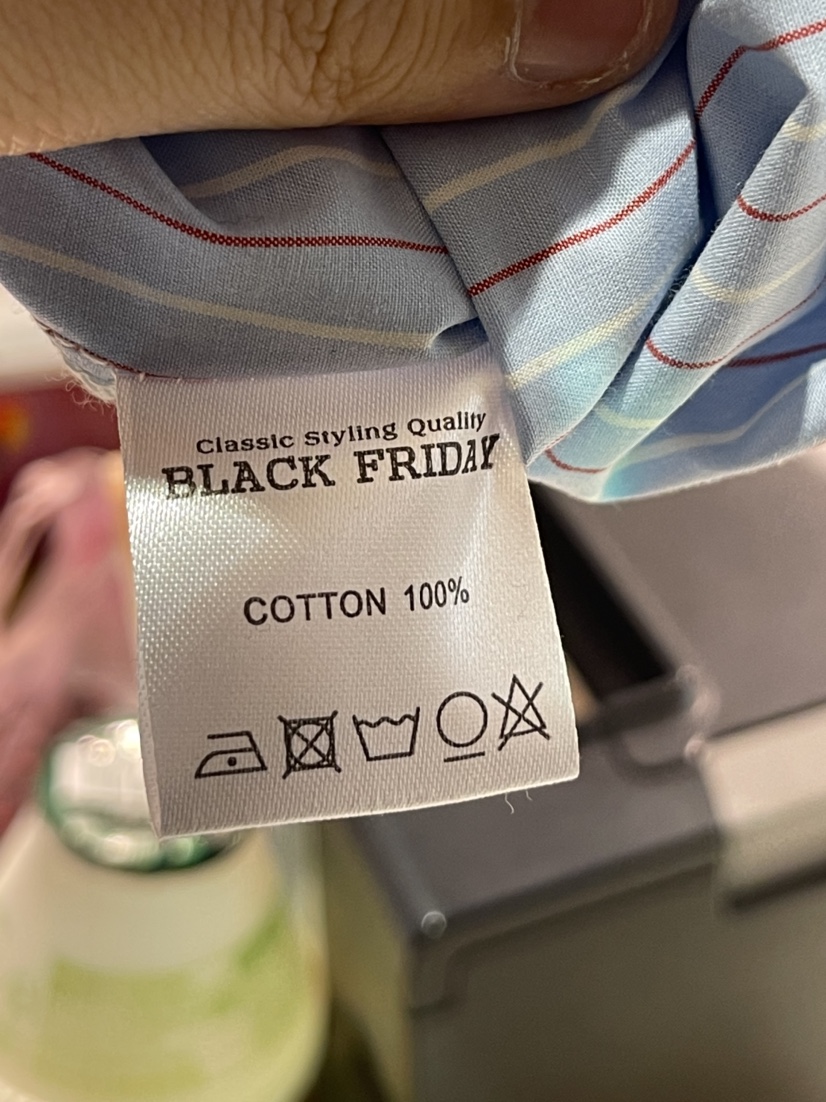 Classic Styling Quality
BLACK FRIDAY
COTTON 100%